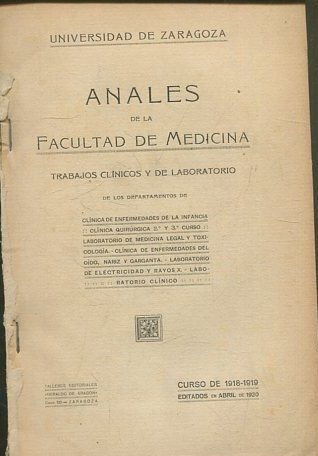 UNIVERSIDAD DE ZARAGOZA
ANALES
DE LA
FACULTAD DE MEDICINA
TRABAJOS CLÍNICOS Y DE LABORATORIO
DE LOS DEPARTAMENTOS DE
CLÍNICA DE ENFERMEDADES DE LA INFANCIA
:: CLÍNICA QUIRÚRGICA 2.º Y 3.er CURSO ::
LABORATORIO DE MEDICINA LEGAL Y TOXI-
COLOGÍA. - CLÍNICA DE ENFERMEDADES DEL
OÍDO, NARIZ Y GARGANTA. - LABORATORIO
DE ELECTRICIDAD Y RAYOS X. - LABO-
:: :: :: :: RATORIO CLÍNICO :: :: :: ::
TALLERES EDITORIALES
HERALDO DE ARAGON
100 - ZARAGOZA
CURSO DE 1918-1919
EDITADOS EN ABRIL DE 1920